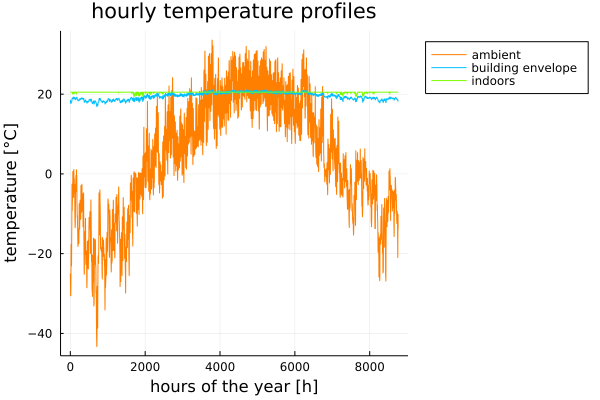 hourly temperature profiles
ambient
building envelope
indoors
temperature [°C]
20
0
−20
−40
0
2000
4000
6000
8000
hours of the year [h]